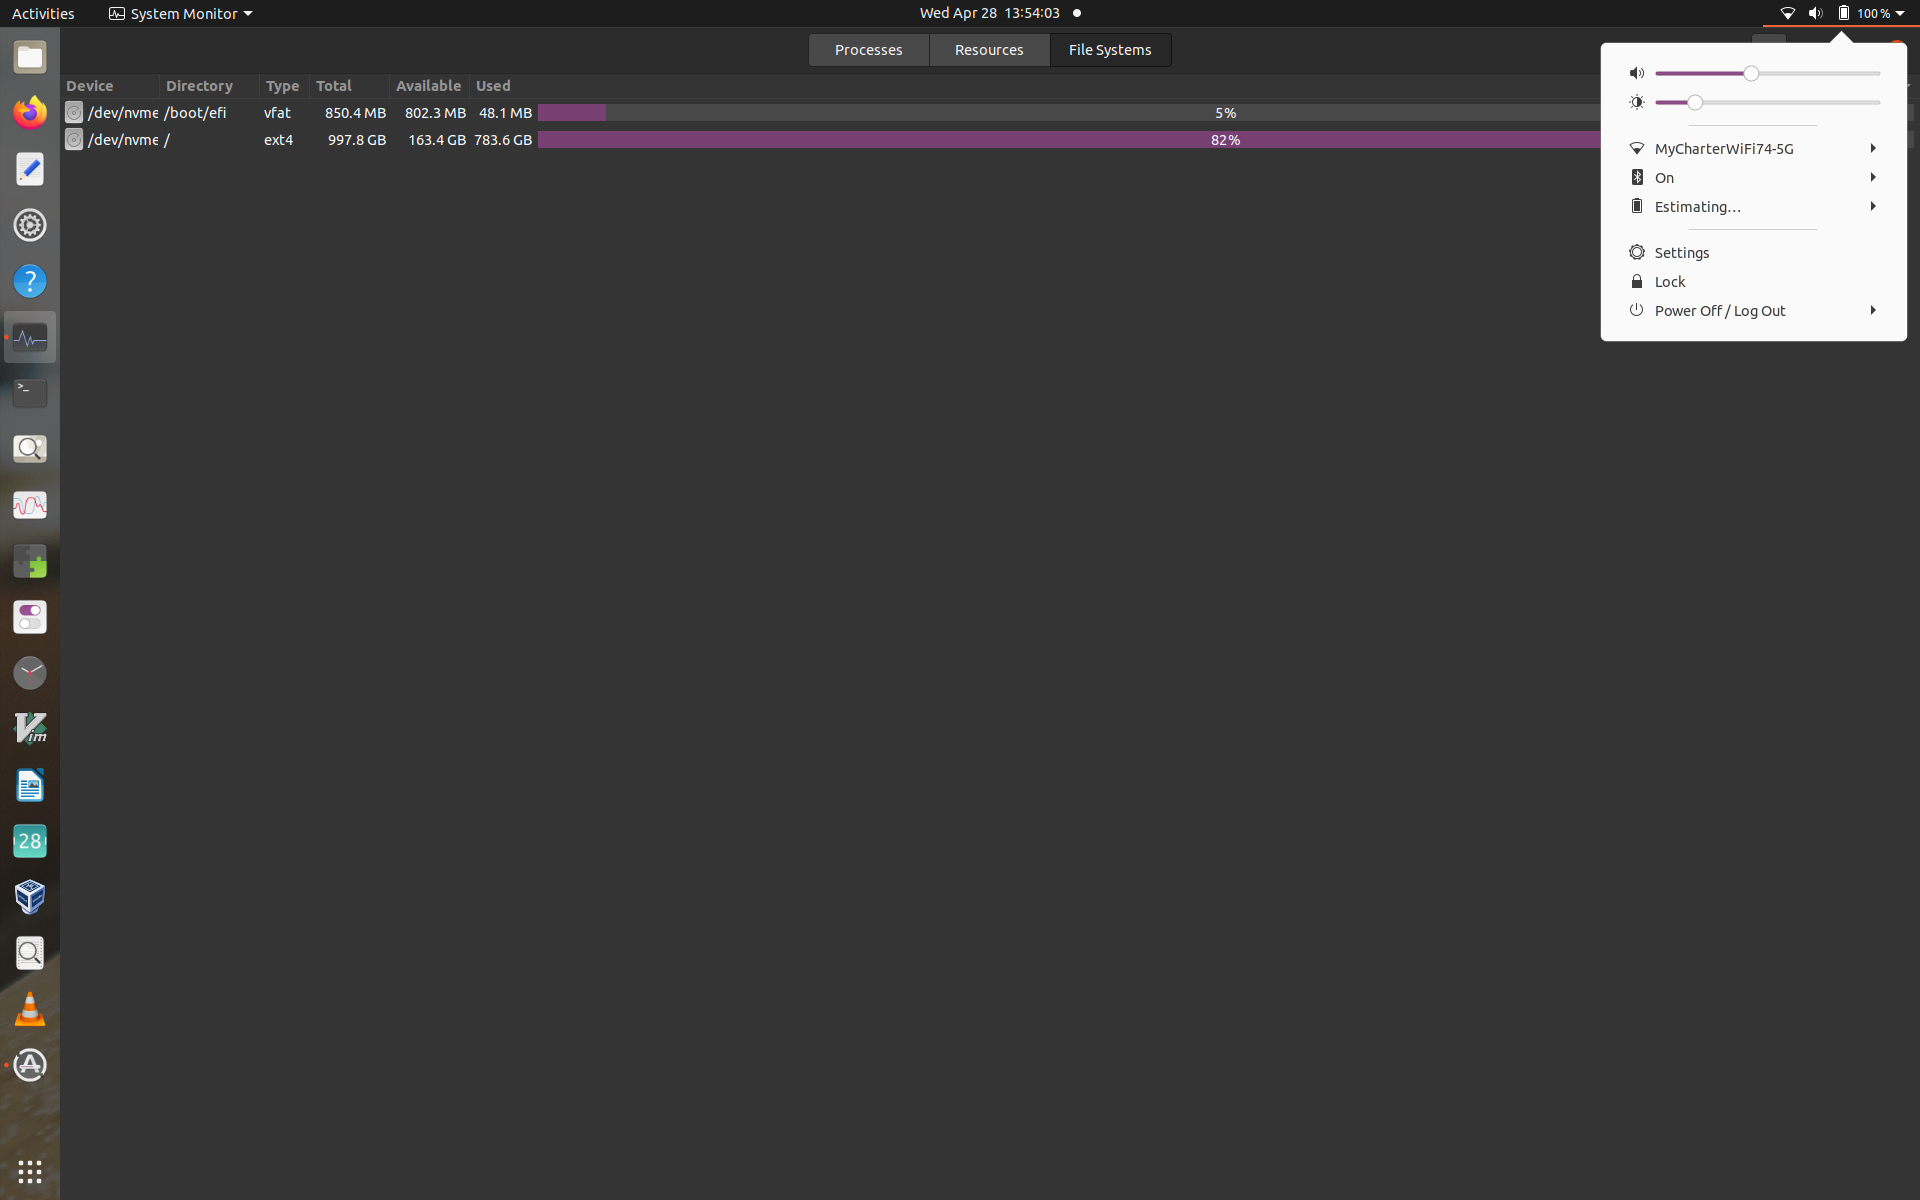 Activities
System Monitor
Wed Apr 28 13:54:03
100 %
Processes
Resources
File Systems
Device
Directory
Type
Total
Available
Used
/dev/nvme /boot/efi vfat 850.4 MB 802.3 MB 48.1 MB 5%
/dev/nvme / ext4 997.8 GB 163.4 GB 783.6 GB 82%
MyCharterWiFi74-5G
On
Estimating…
Settings
Lock
Power Off / Log Out
>_
?
Vim
28